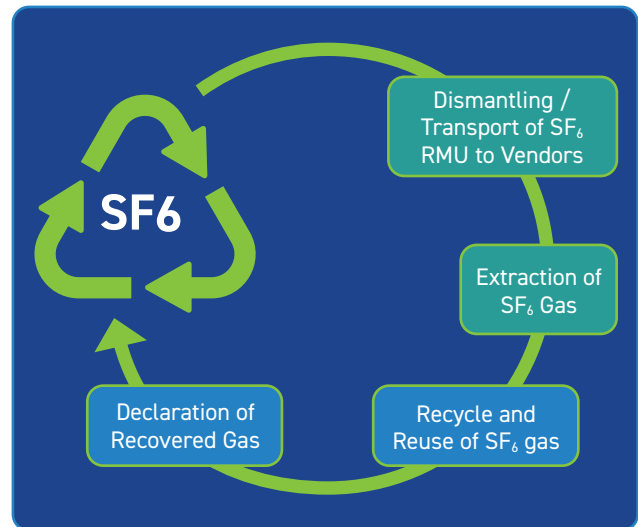 SF6
Dismantling /
Transport of SF₆
RMU to Vendors
Extraction of
SF₆ Gas
Recycle and
Reuse of SF₆ gas
Declaration of
Recovered Gas